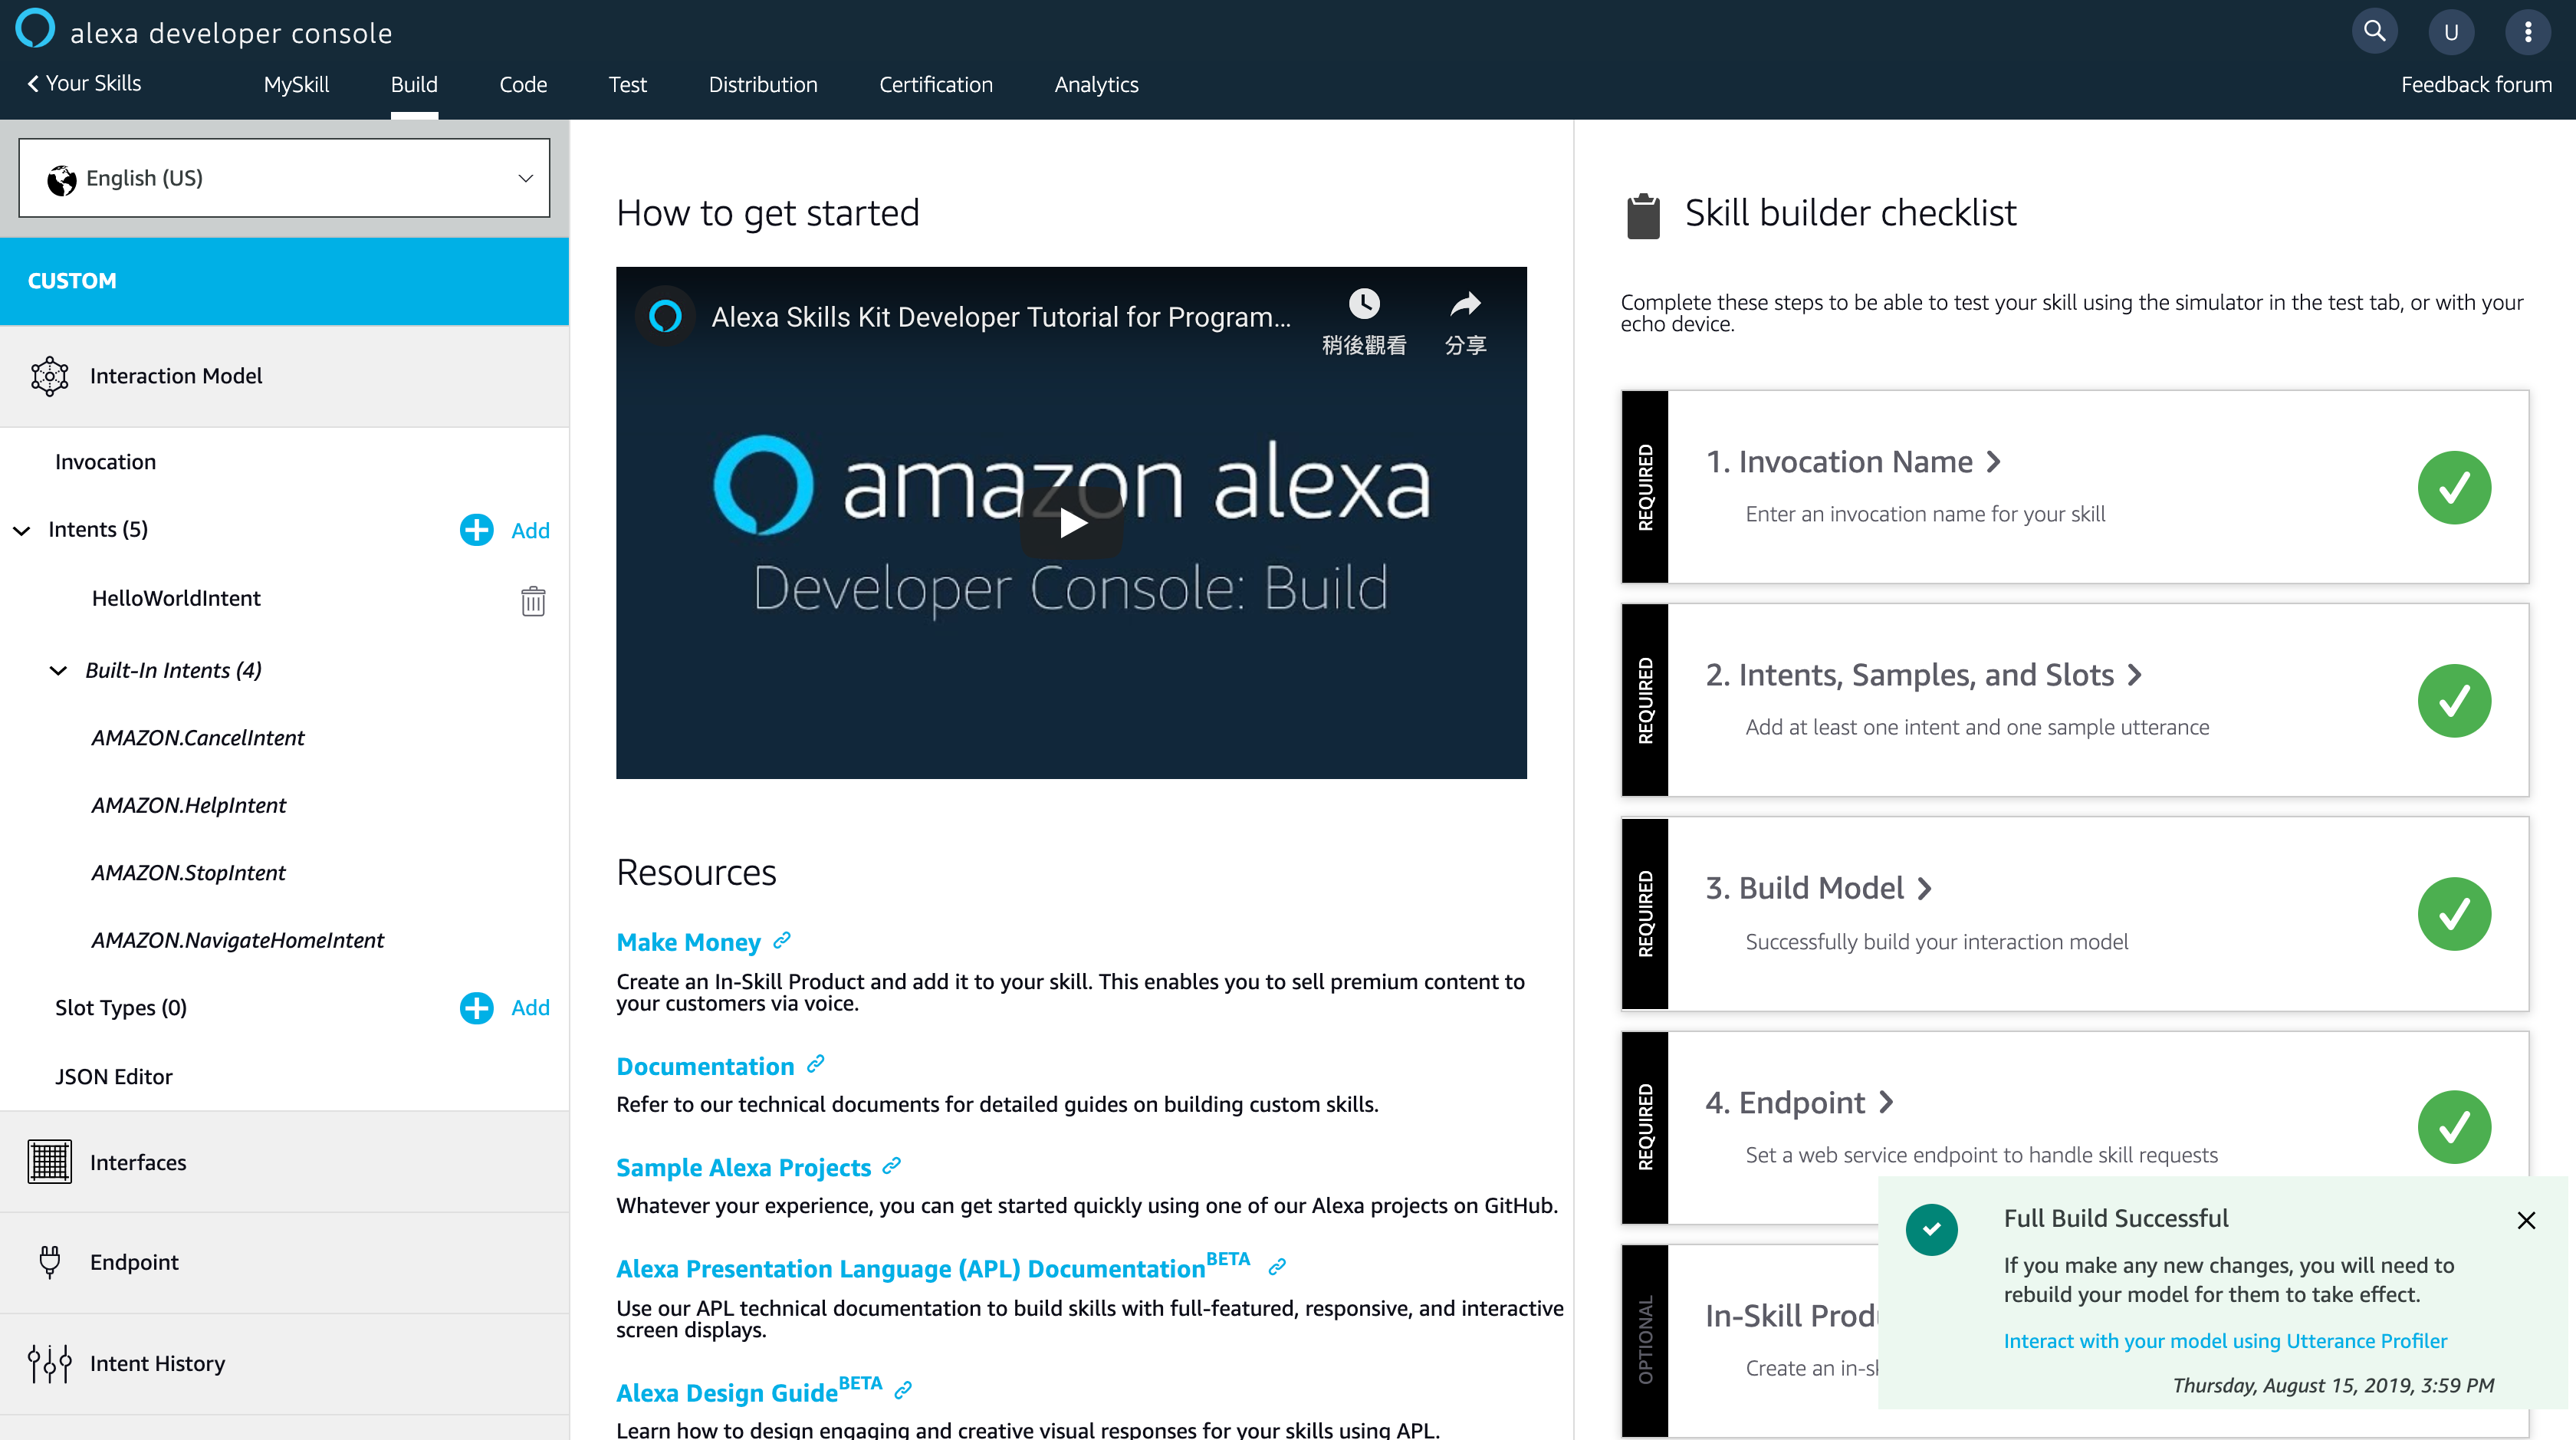 alexa developer console
U
Your Skills
MySkill
Build
Code
Test
Distribution
Certification
Analytics
Feedback forum
English (US)
CUSTOM
Interaction Model
Invocation
Intents (5)
Add
HelloWorldIntent
Built-In Intents (4)
AMAZON.CancelIntent
AMAZON.HelpIntent
AMAZON.StopIntent
AMAZON.NavigateHomeIntent
Slot Types (0)
Add
JSON Editor
Interfaces
Endpoint
Intent History
How to get started
Alexa Skills Kit Developer Tutorial for Program...
稍後觀看
分享
amazon alexa
Developer Console: Build
Resources
Make Money
Create an In-Skill Product and add it to your skill. This enables you to sell premium content to
your customers via voice.
Documentation
Refer to our technical documents for detailed guides on building custom skills.
Sample Alexa Projects
Whatever your experience, you can get started quickly using one of our Alexa projects on GitHub.
Alexa Presentation Language (APL) Documentation BETA
Use our APL technical documentation to build skills with full-featured, responsive, and interactive
screen displays.
Alexa Design Guide BETA
Learn how to design engaging and creative visual responses for your skills using APL.
Skill builder checklist
Complete these steps to be able to test your skill using the simulator in the test tab, or with your
echo device.
REQUIRED
1. Invocation Name
Enter an invocation name for your skill
REQUIRED
2. Intents, Samples, and Slots
Add at least one intent and one sample utterance
REQUIRED
3. Build Model
Successfully build your interaction model
REQUIRED
4. Endpoint
Set a web service endpoint to handle skill requests
OPTIONAL
In-Skill Prod
Create an in-sk
Full Build Successful
If you make any new changes, you will need to
rebuild your model for them to take effect.
Interact with your model using Utterance Profiler
Thursday, August 15, 2019, 3:59 PM